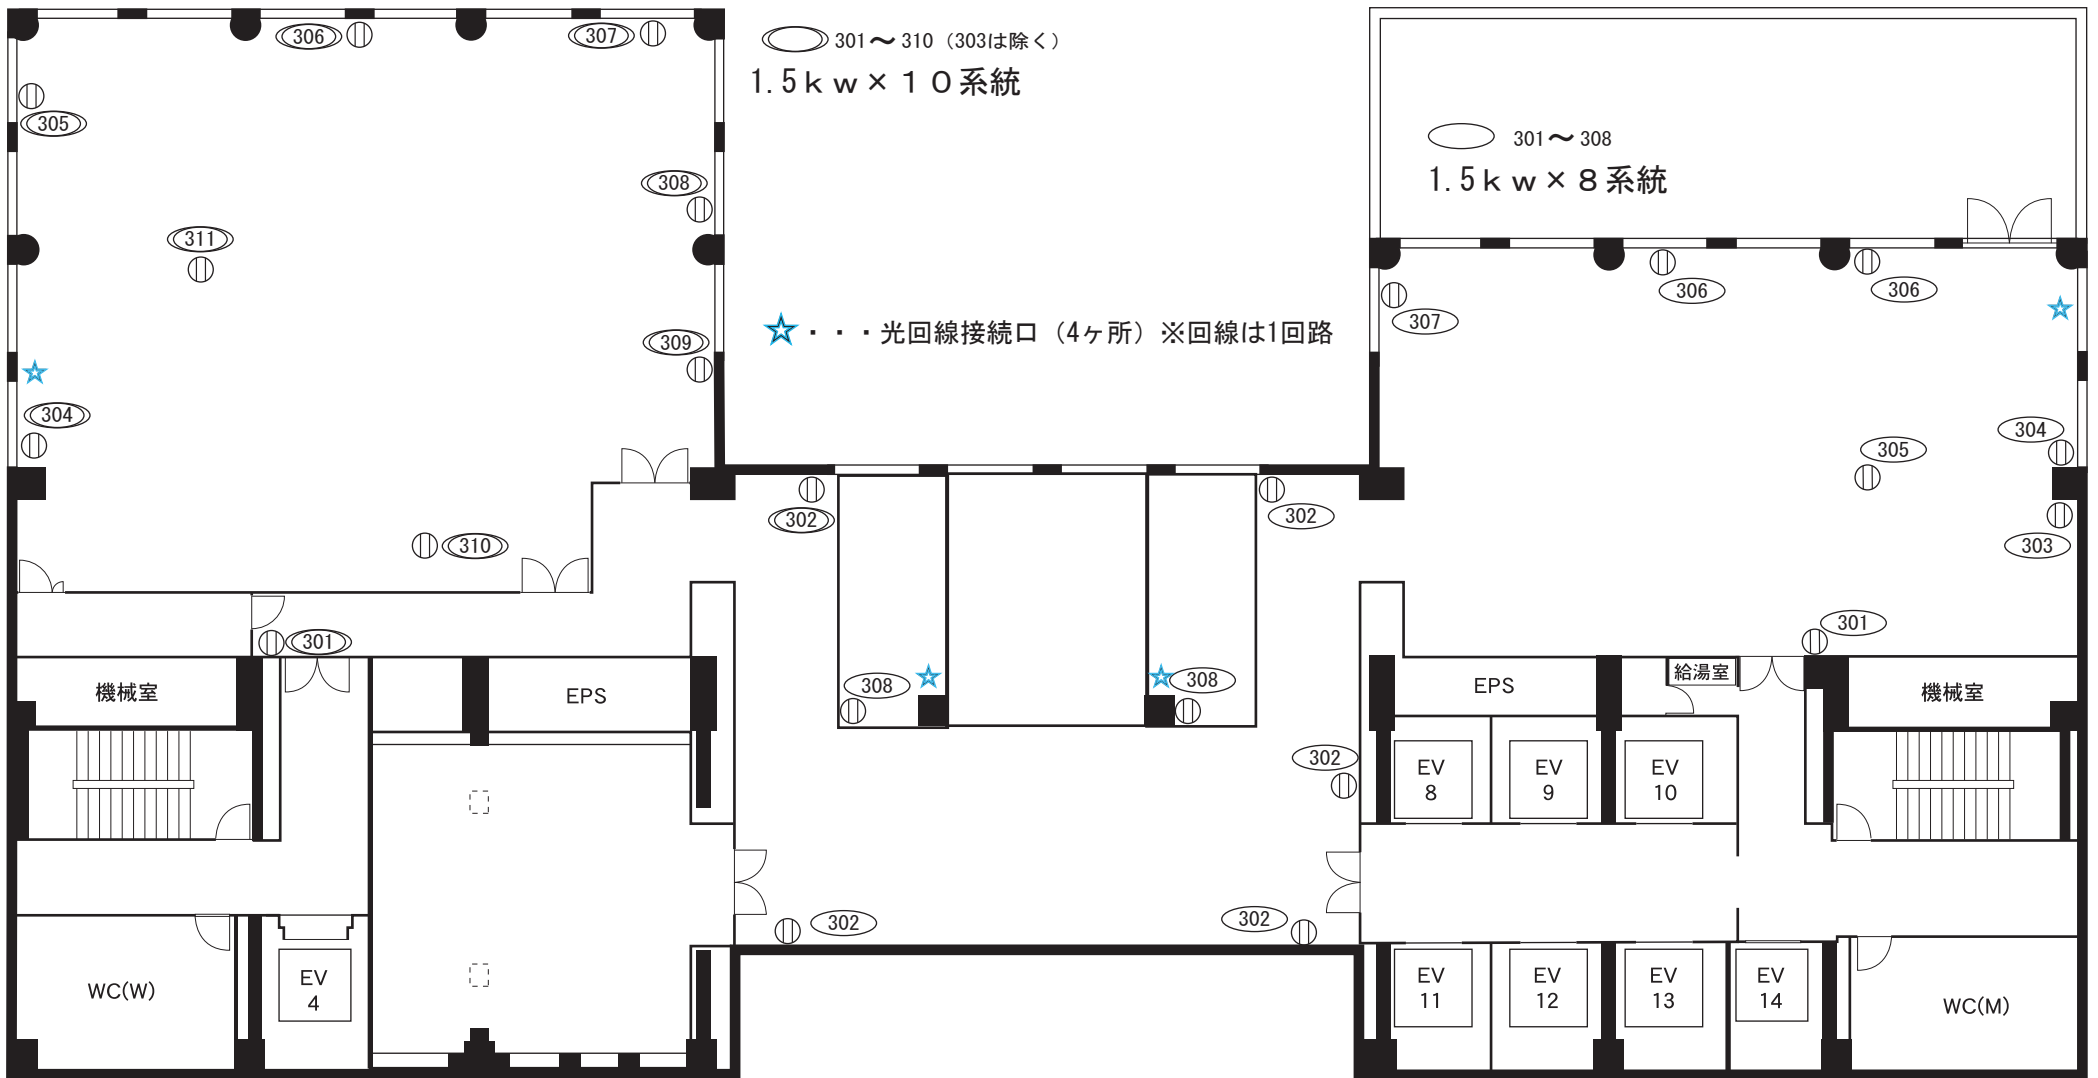 306
307
301～310（303は除く）
1.5ｋｗ×１０系統
305
301～308
1.5ｋｗ×８系統
308
311
306
306
307
☆・・・光回線接続口（4ヶ所）※回線は1回路
309
304
304
305
302
302
310
303
301
301
機械室
EPS
308
308
EPS
給湯室
機械室
302
EV
8
EV
9
EV
10
302
302
WC(W)
EV
4
EV
11
EV
12
EV
13
EV
14
WC(M)